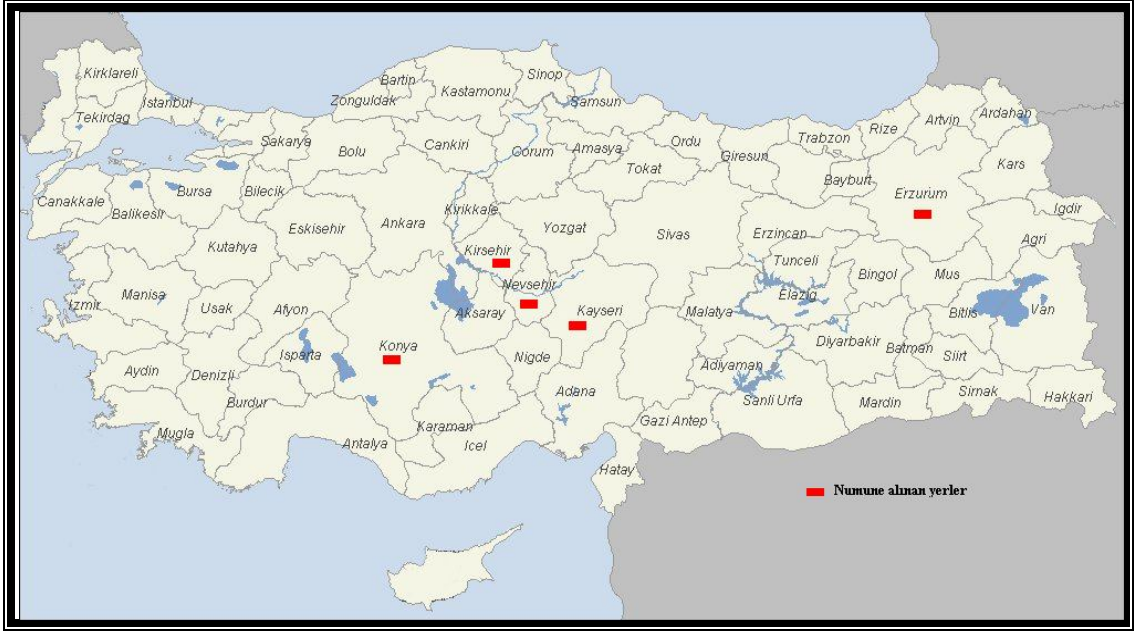 Kirklareli
Tekirdag
Istanbul
Sakarya
Zonguldak
Bartin
Kastamonu
Sinop
Samsun
Bolu
Cankiri
Corum
Amasya
Tokat
Ordu
Giresun
Trabzon
Rize
Artvin
Ardahan
Kars
Bayburt
Erzurum
Igdir
Agri
Canakkale
Balikesir
Bursa
Bilecik
Kutahya
Eskisehir
Ankara
Kirikkale
Yozgat
Sivas
Erzincan
Tunceli
Bingol
Mus
Kirsehir
Nevsehir
Kayseri
Malatya
Elazig
Bitlis
Van
Izmir
Manisa
Usak
Afyon
Aksaray
Diyarbakir
Batman
Siirt
Isparta
Konya
Nigde
Adiyaman
Aydin
Denizli
Burdur
Adana
Sanli Urfa
Mardin
Sirnak
Hakkari
Mugla
Antalya
Karaman
Icel
Gazi Antep
Hatay
Numune alınan yerler